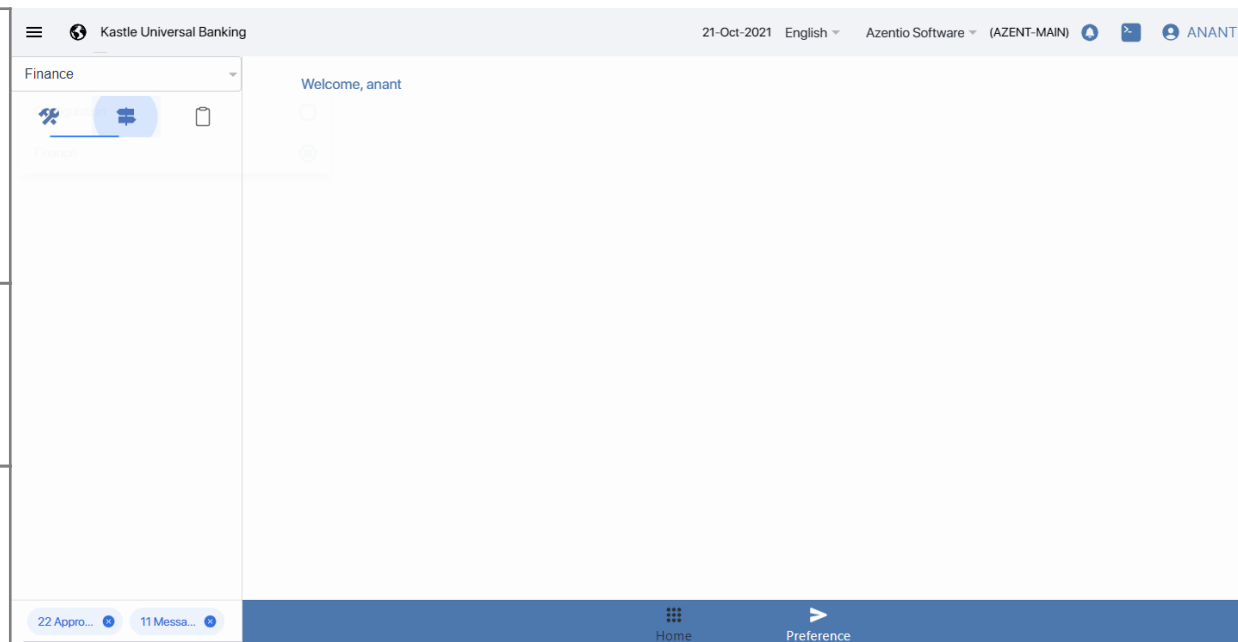 Kastle Universal Banking
21-Oct-2021 English Azentio Software (AZENT-MAIN) ANANT
Finance
Welcome, anant
22 Appro...
11 Messa...
Home
Preference